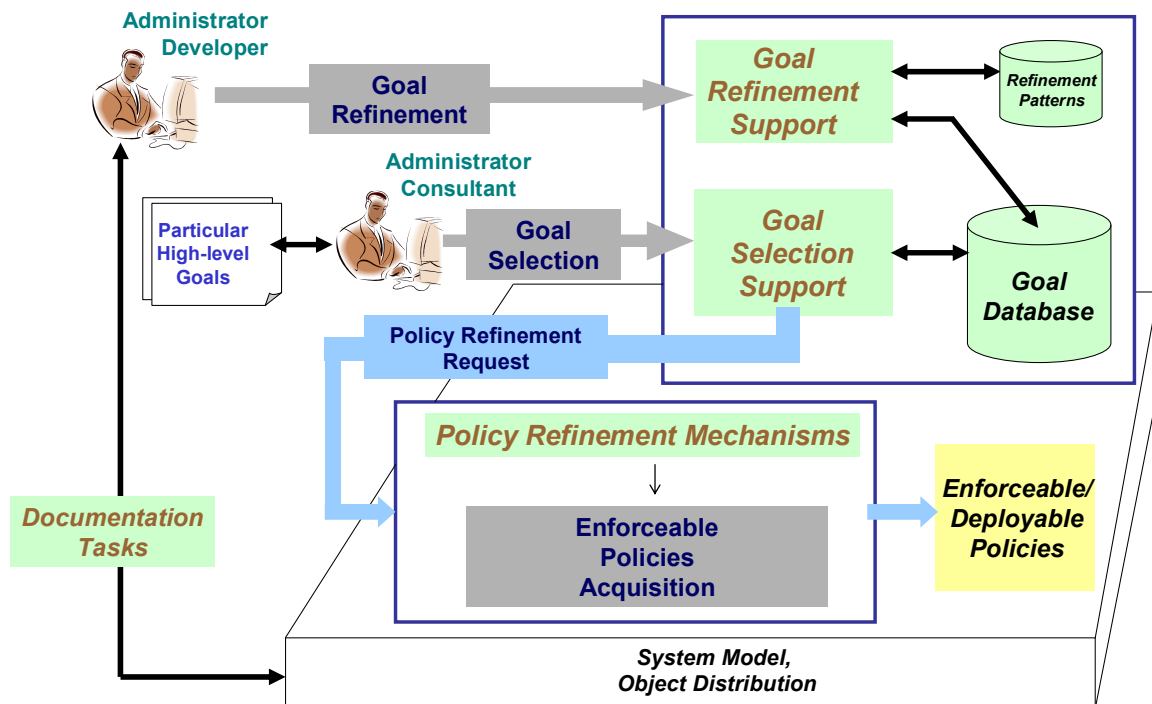 Administrator
Developer
Goal
Refinement
Goal
Refinement
Support
Refinement
Patterns
Administrator
Consultant
Particular
High-level
Goals
Goal
Selection
Goal
Selection
Support
Goal
Database
Policy Refinement
Request
Policy Refinement Mechanisms
Enforceable
Policies
Acquisition
Enforceable/
Deployable
Policies
Documentation
Tasks
System Model,
Object Distribution